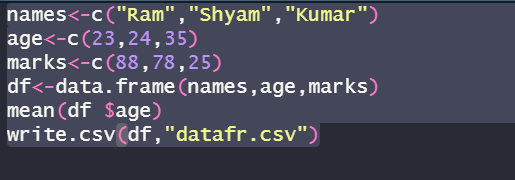 names<-c("Ram","Shyam","Kumar")
age<-c(23,24,35)
marks<-c(88,78,25)
df<-data.frame(names,age,marks)
mean(df $age)
write.csv(df,"datafr.csv")